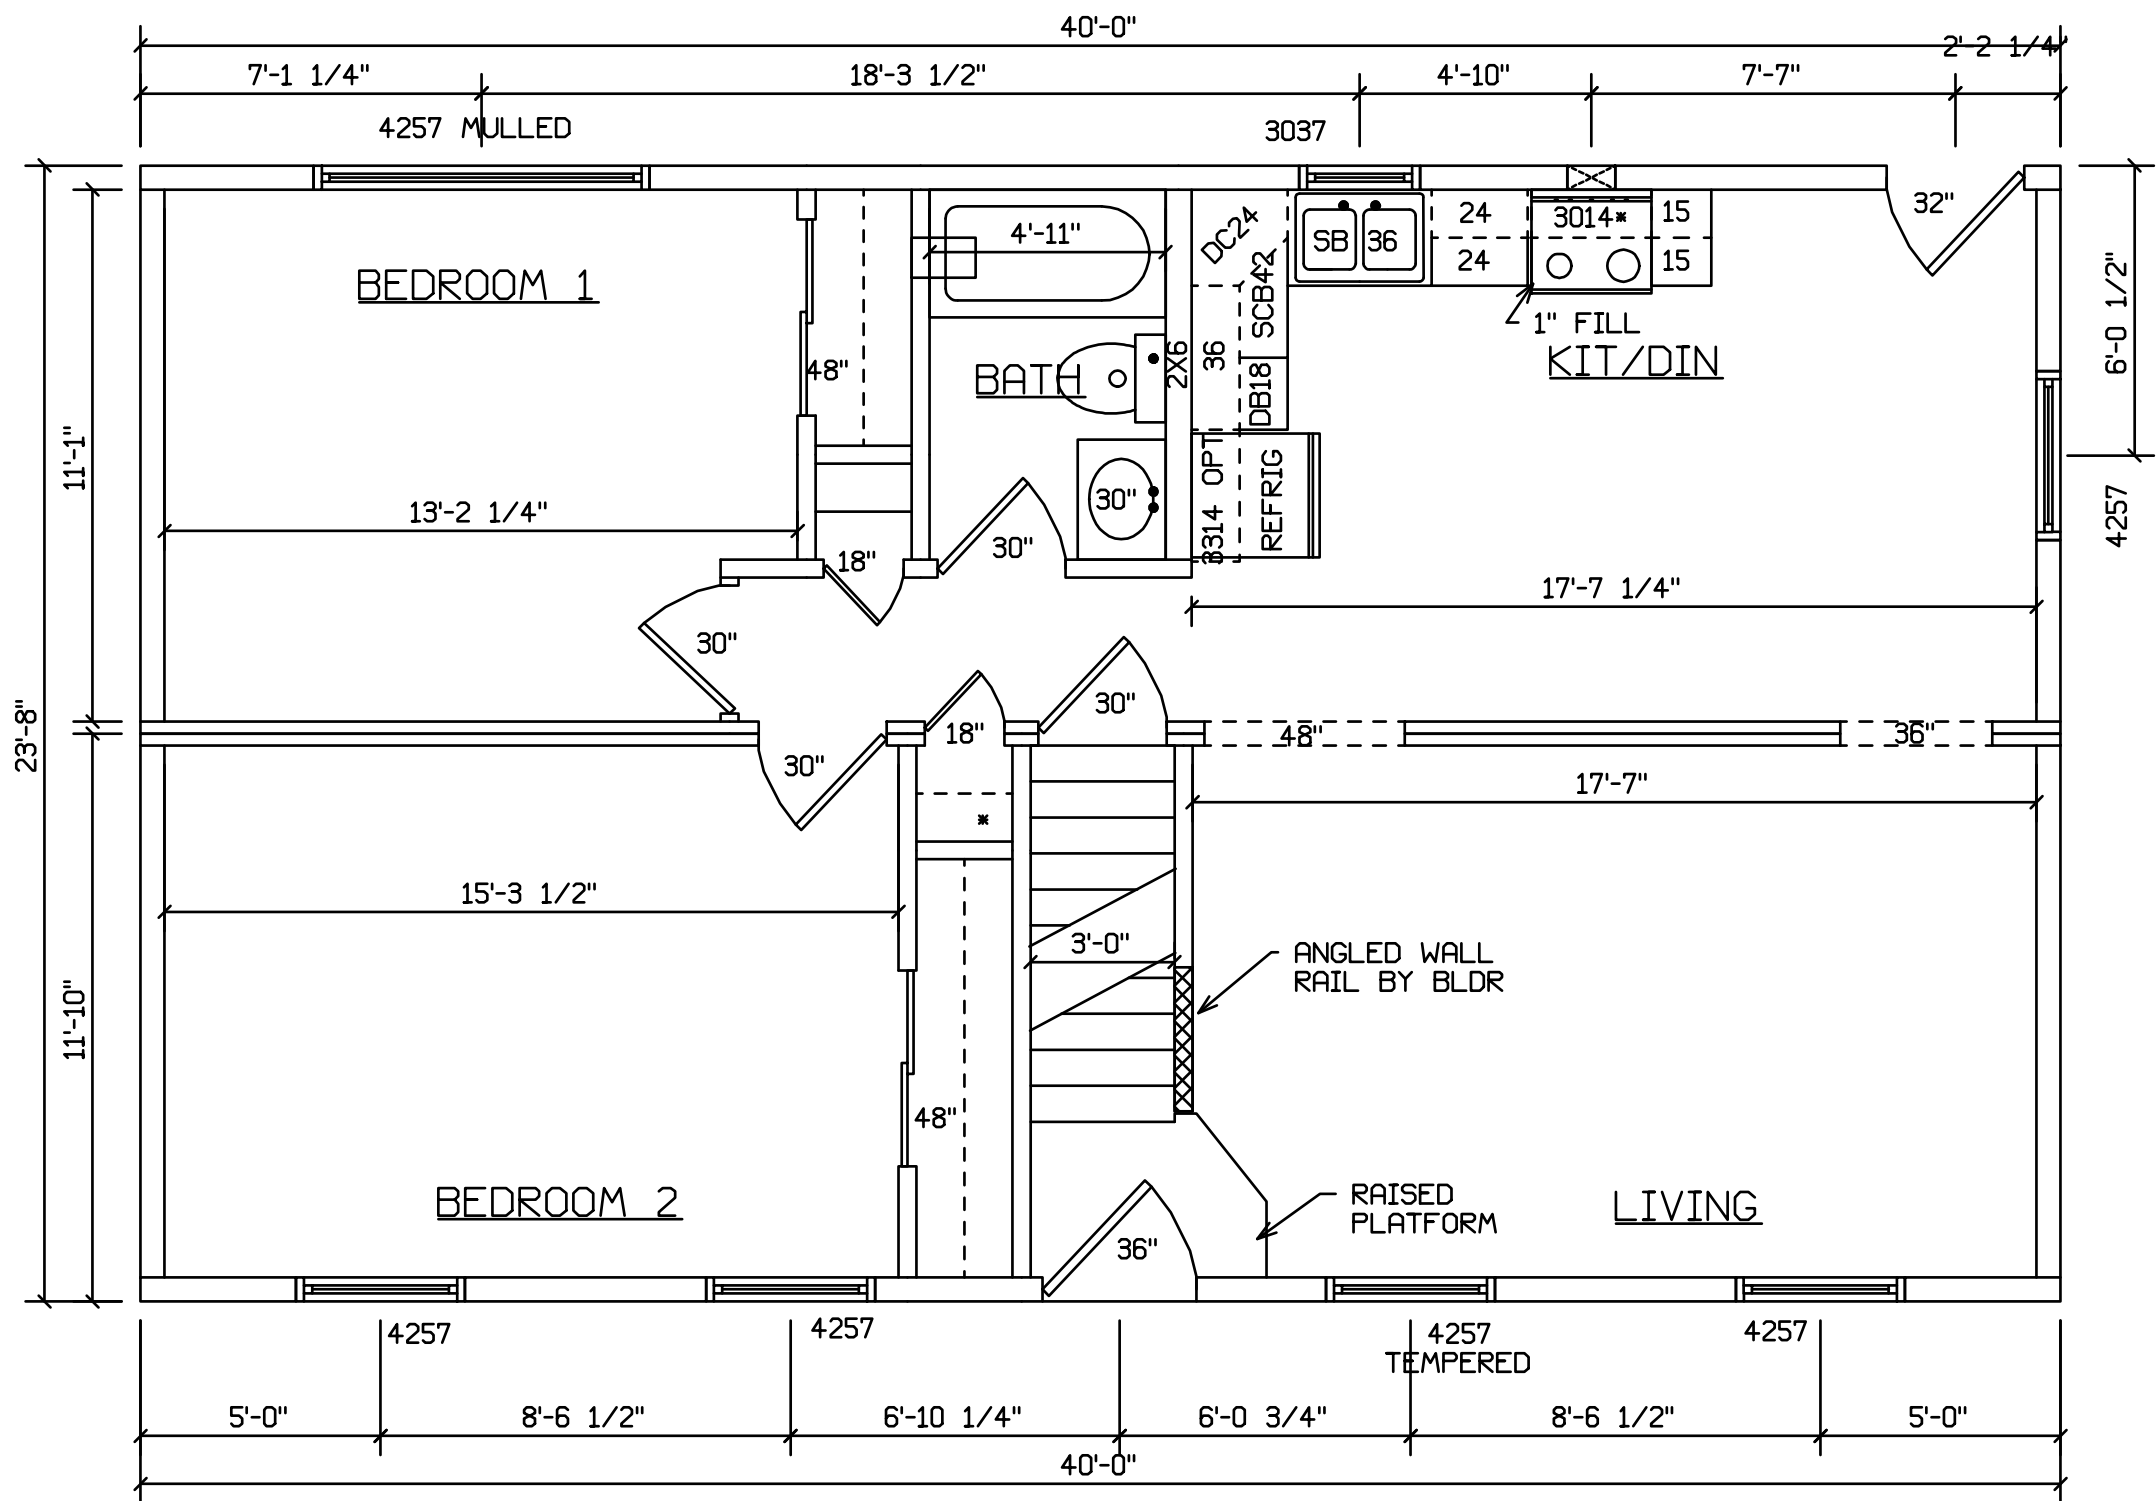 40'-0"
2'-2 1/4"
7'-1 1/4"
18'-3 1/2"
4'-10"
7'-7"
4257 MULLED
3037
32"
DC24
SB 36
24
3014*
15
24
15
4'-11"
BEDROOM 1
SCB42
1" FILL
KIT/DIN
6'-0 1/2"
48"
BATH
2X6
36
DB18
11'-1"
13'-2 1/4"
30"
B314 OPT
REFRIG
4257
18"
30"
17'-7 1/4"
30"
30"
23'-8"
18"
48"
36"
30"
17'-7"
*
15'-3 1/2"
3'-0"
ANGLED WALL
RAIL BY BLDR
11'-10"
48"
BEDROOM 2
RAISED
PLATFORM
LIVING
36"
4257
4257
4257
TEMPERED
4257
5'-0"
8'-6 1/2"
6'-10 1/4"
6'-0 3/4"
8'-6 1/2"
5'-0"
40'-0"